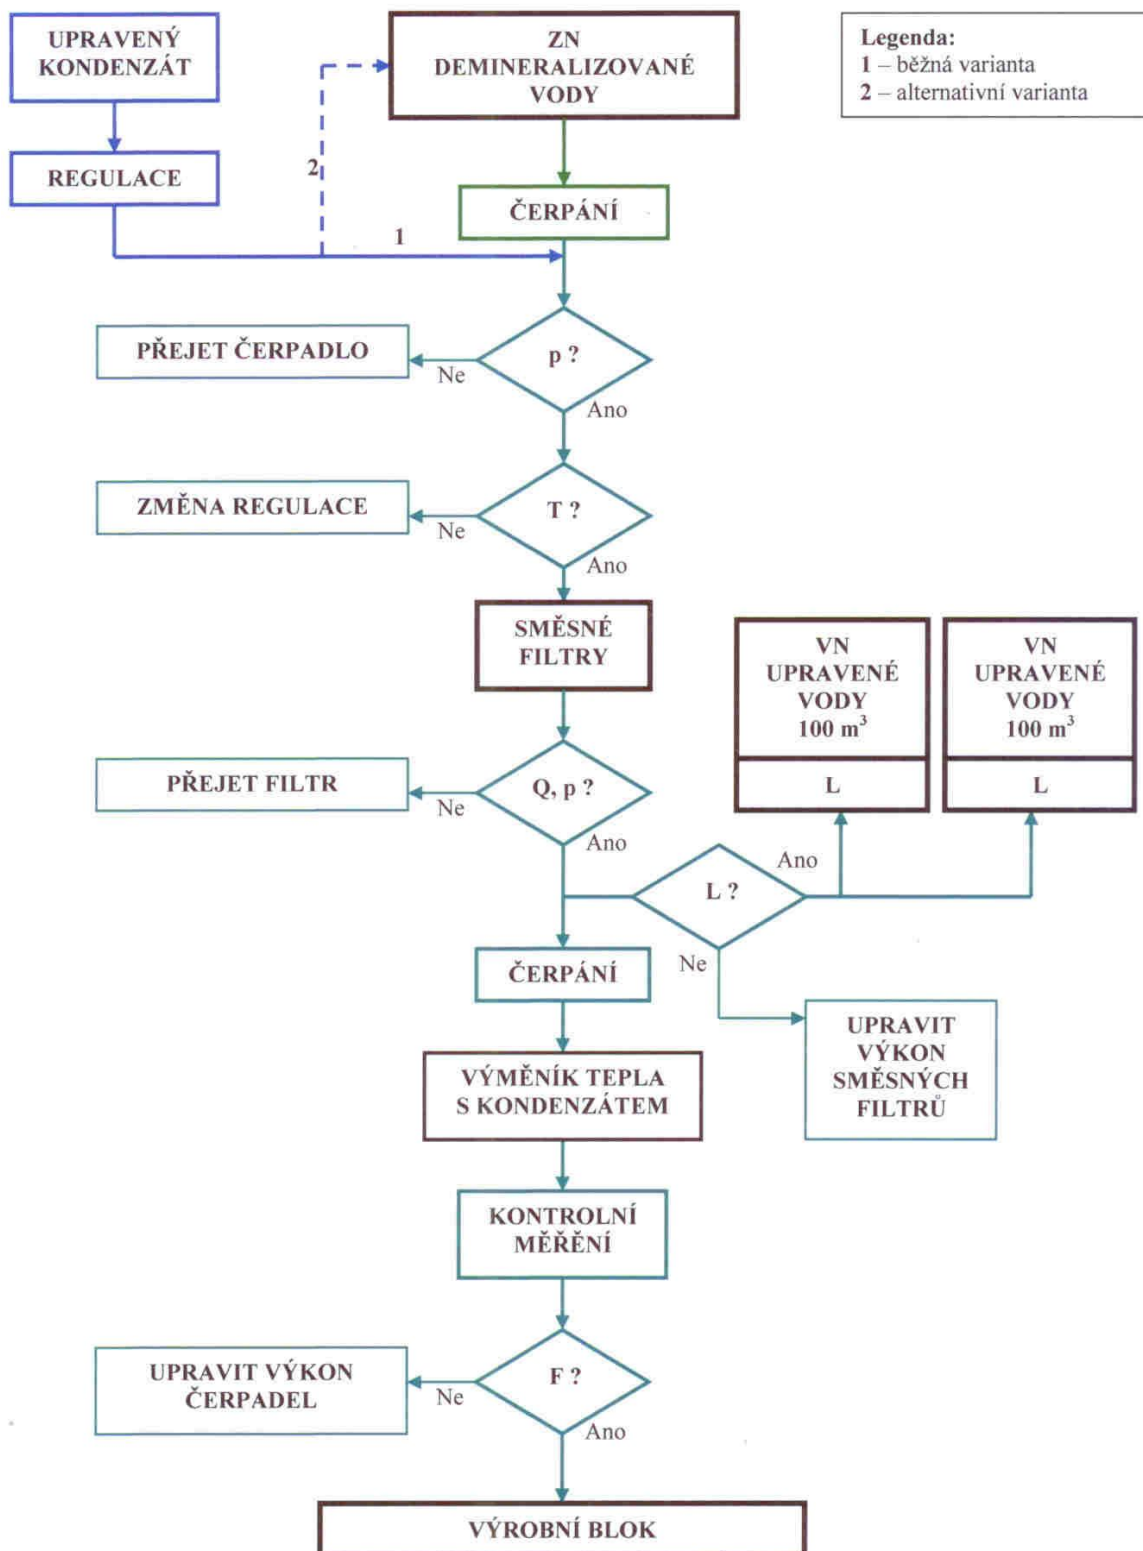 UPRAVENÝ
KONDENZÁT
ZN
DEMINERALIZOVANÉ
VODY
Legenda:
1 – běžná varianta
2 – alternativní varianta
REGULACE
2
ČERPÁNÍ
1
PŘEJET ČERPADLO
p ?
Ne
Ano
ZMĚNA REGULACE
T ?
Ne
Ano
SMĚSNÉ
FILTRY
VN
UPRAVENÉ
VODY
100 m³
L
VN
UPRAVENÉ
VODY
100 m³
L
PŘEJET FILTR
Q, p ?
Ne
Ano
L ?
Ano
Ne
ČERPÁNÍ
UPRAVIT
VÝKON
SMĚSNÝCH
FILTRŮ
VÝMĚNÍK TEPLA
S KONDENZÁTEM
KONTROLNÍ
MĚŘĚNÍ
UPRAVIT VÝKON
ČERPADEL
F ?
Ne
Ano
VÝROBNÍ BLOK